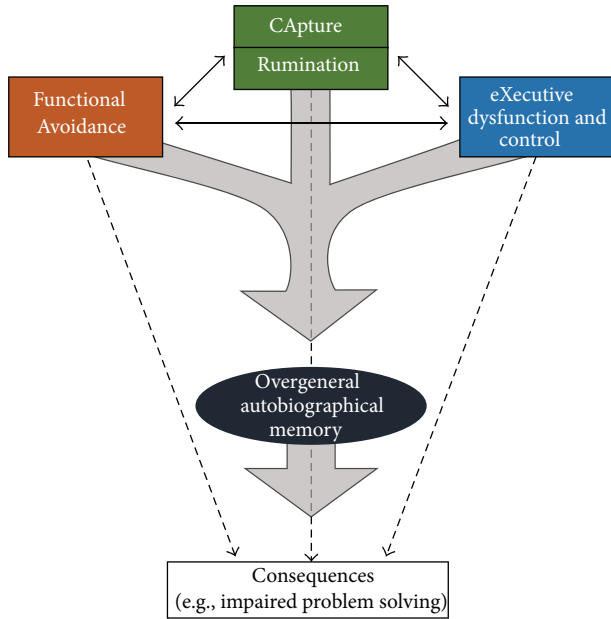 CApture
Rumination
Functional
Avoidance
eXecutive
dysfunction and
control
Overgeneral
autobiographical
memory
Consequences
(e.g., impaired problem solving)